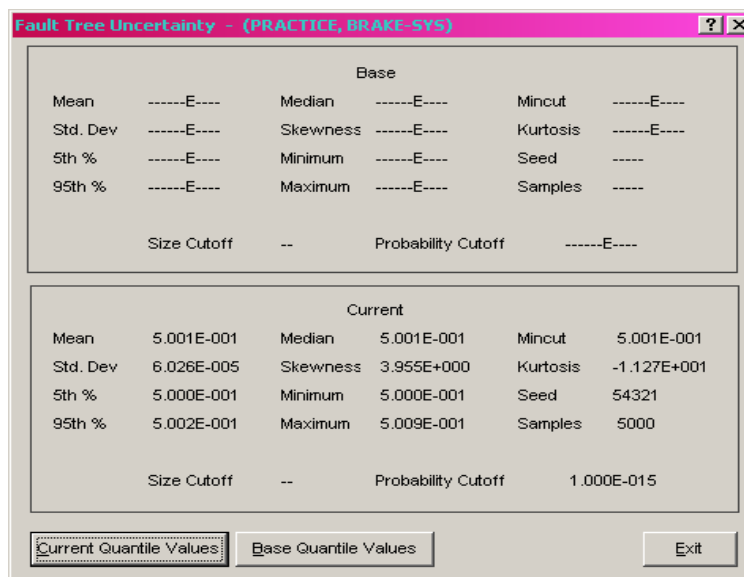 Fault Tree Uncertainty - (PRACTICE, BRAKE-SYS)
? X
Base
Mean ------E---- Median ------E---- Mincut ------E----
Std. Dev ------E---- Skewness ------E---- Kurtosis ------E----
5th % ------E---- Minimum ------E---- Seed -----
95th % ------E---- Maximum ------E---- Samples -----
Size Cutoff -- Probability Cutoff ------E----
Current
Mean 5.001E-001 Median 5.001E-001 Mincut 5.001E-001
Std. Dev 6.026E-005 Skewness 3.955E+000 Kurtosis -1.127E+001
5th % 5.000E-001 Minimum 5.000E-001 Seed 54321
95th % 5.002E-001 Maximum 5.009E-001 Samples 5000
Size Cutoff -- Probability Cutoff 1.000E-015
Current Quantile Values Base Quantile Values Exit